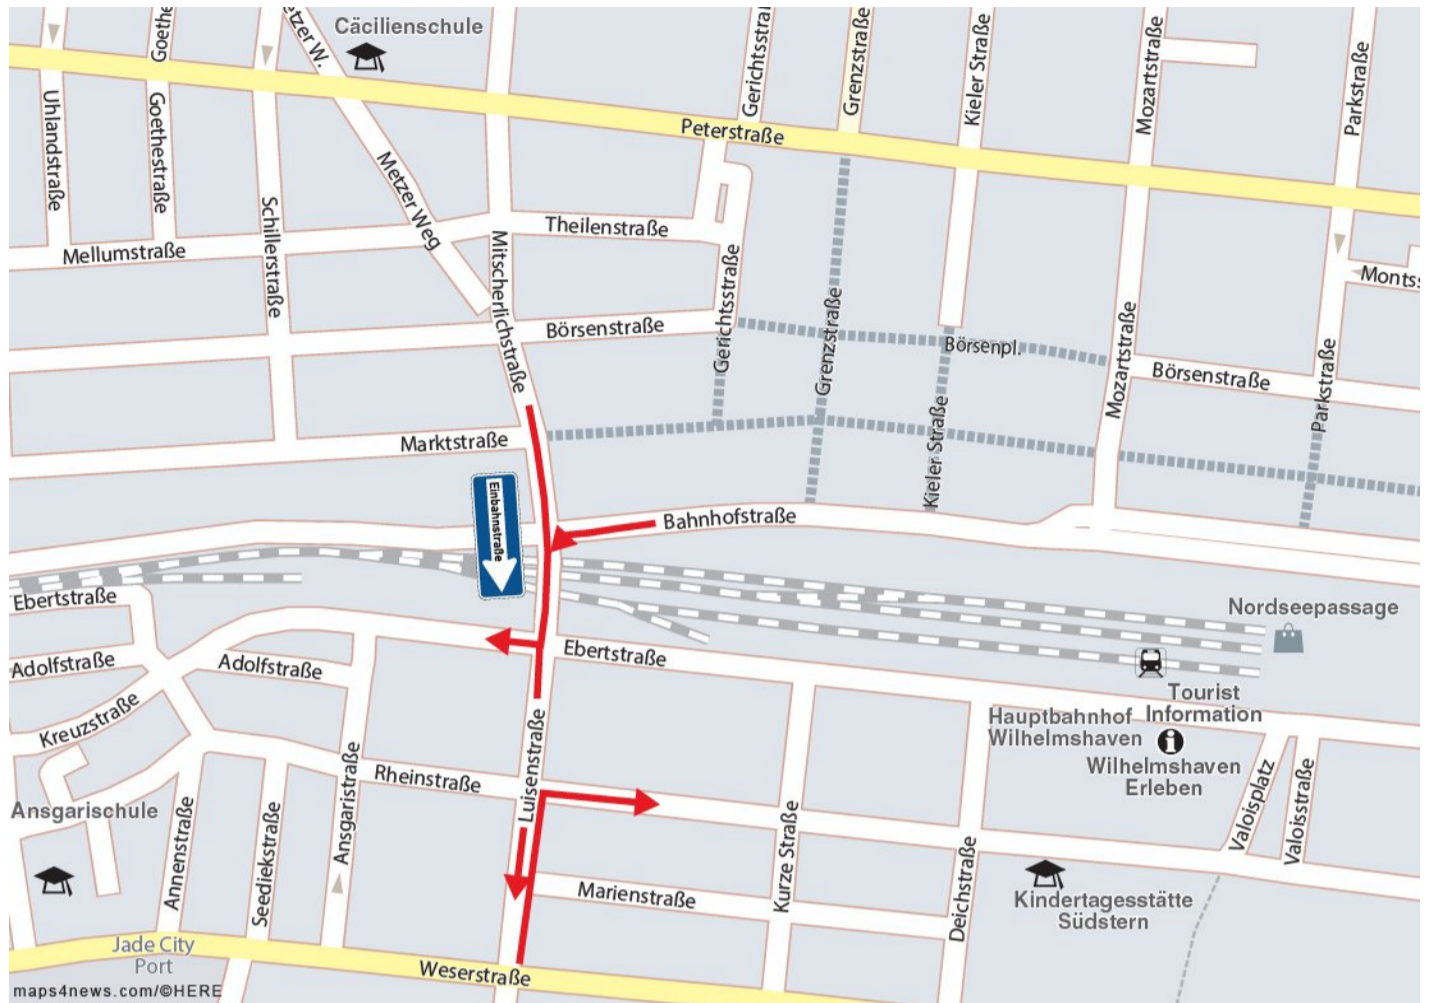 Metzer W.
Cäcilienschule
Goethe
Gerichtsstraß
Grenzstraße
Kieler Straße
Mozartstraße
Parkstraße
Uhlandstraße
Goethestraße
Peterstraße
Metzer Weg
Schillerstraße
Mellumstraße
Theilenstraße
Mitscherlichstraße
Gerichtsstraße
Grenzstraße
Börsenstraße
Börsenpl.
Mozartstraße
Montss
Börsenstraße
Parkstraße
Kieler Straße
Marktstraße
Einbahnstraße
Bahnhofstraße
Ebertstraße
Nordseepassage
Adolfstraße
Adolfstraße
Ebertstraße
Kreuzstraße
Tourist
Information
Hauptbahnhof
Wilhelmshaven
Wilhelmshaven
Erleben
Rheinstraße
Luisenstraße
Ansgaristraße
Ansgarischule
Annenstraße
Seediekstraße
Valoisplatz
Valoisstraße
Kurze Straße
Deichstraße
Marienstraße
Kindertagesstätte
Südstern
Jade City
Port
Weserstraße
maps4news.com/©HERE